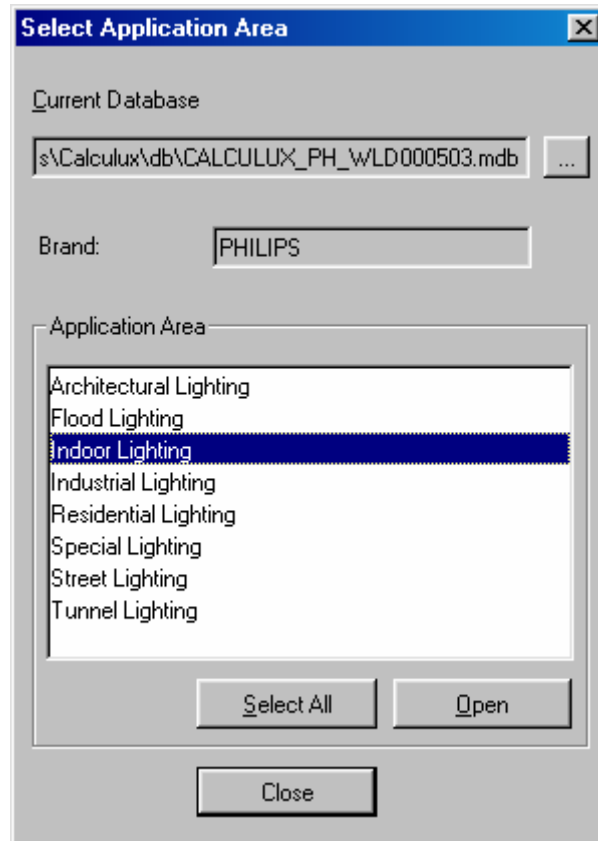 Select Application Area
Current Database
s\Calculux\db\CALCULUX_PH_WLD000503.mdb ...
Brand: PHILIPS
Application Area
Architectural Lighting
Flood Lighting
Indoor Lighting
Industrial Lighting
Residential Lighting
Special Lighting
Street Lighting
Tunnel Lighting
Select All Open
Close